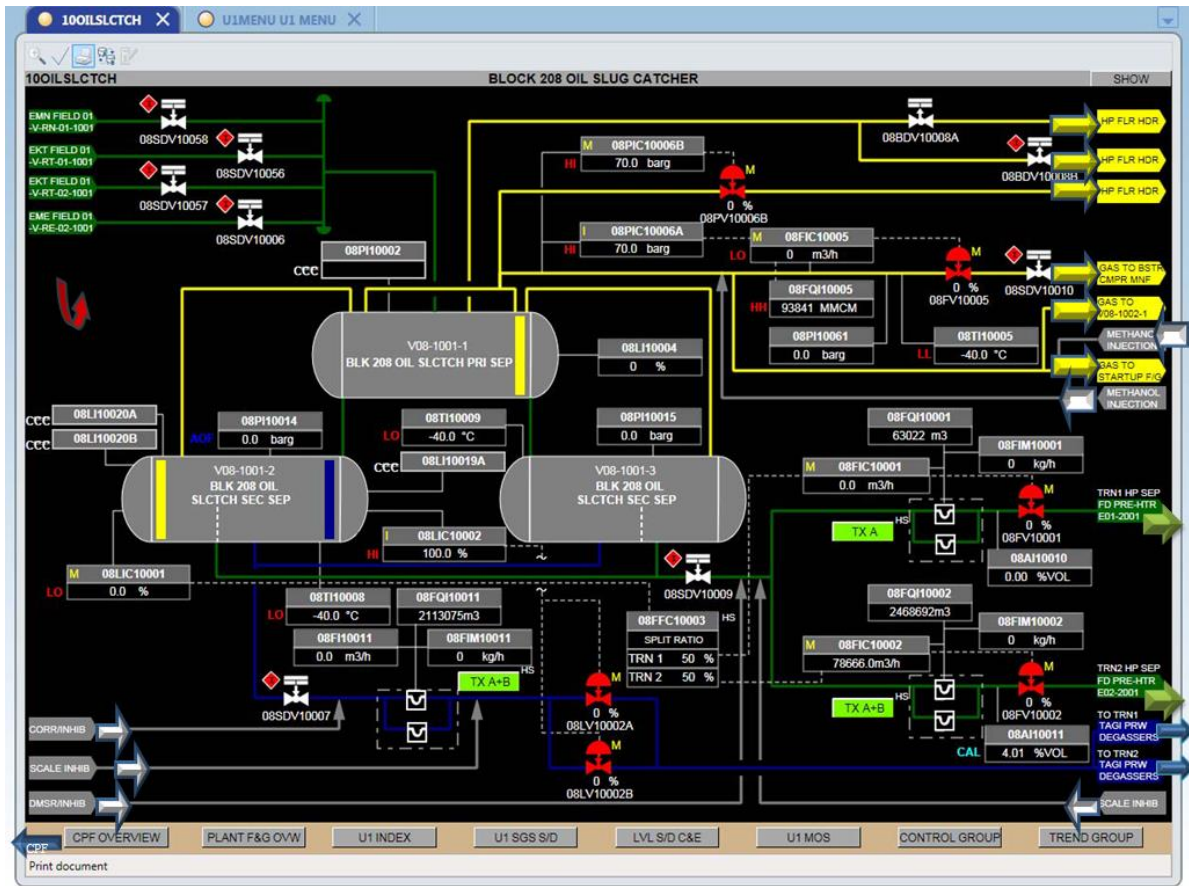 10OILSLCTCH
U1MENU U1 MENU
10OILSLCTCH
BLOCK 208 OIL SLUG CATCHER
SHOW
EMN FIELD 01
-V-RN-01-1001
08SDV10058
EKT FIELD 01
-V-RT-01-1001
08SDV10056
EKT FIELD 01
-V-RT-02-1001
08SDV10057
EME FIELD 01
-V-RE-02-1001
08SDV10006
08PI10002
CCC
M 08PIC10006B
HI 70.0 barg
M
0 %
08PV10006B
08BDV10008A
HP FLR HDR
HP FLR HDR
08BDV10008B
HP FLR HDR
I 08PIC10006A
HI 70.0 barg
M 08FIC10005
LO 0 m3/h
M
0 %
08FV10005
08SDV10010
GAS TO BSTR
CMPR MNF
08FQI10005
HH 93841 MMCM
GAS TO
V08-1002-1
08PI10061
0.0 barg
08TI10005
LL -40.0 °C
INJECTION
GAS TO
STARTUP F/G
METHANOL
INJECTION
V08-1001-1
BLK 208 OIL SLCTCH PRI SEP
08LI10004
0 %
CCC 08LI10020A
CCC 08LI10020B
08PI10014
AOF 0.0 barg
08TI10009
LO -40.0 °C
CCC 08LI10019A
08PI10015
0.0 barg
V08-1001-2
BLK 208 OIL
SLCTCH SEC SEP
V08-1001-3
BLK 208 OIL
SLCTCH SEC SEP
I 08LIC10002
HI 100.0 %
M 08LIC10001
LO 0.0 %
08SDV10009
08FQI10001
63022 m3
08FIM10001
0 kg/h
M 08FIC10001
0.0 m3/h
TX A
HS
M
0 %
08FV10001
TRN1 HP SEP
FD PRE-HTR
E01-2001
08AI10010
0.00 %VOL
08TI10008
LO -40.0 °C
08FQI10011
2113075m3
08FI10011
0.0 m3/h
08FIM10011
0 kg/h
TX A+B
HS
08FFC10003
HS
SPLIT RATIO
TRN 1 50 %
TRN 2 50 %
08FQI10002
2468692m3
08FIM10002
0 kg/h
M 08FIC10002
78666.0m3/h
TX A+B
HS
M
0 %
08FV10002
TRN2 HP SEP
FD PRE-HTR
E02-2001
08AI10011
CAL 4.01 %VOL
08SDV10007
M
0 %
08LV10002A
M
0 %
08LV10002B
TO TRN1
TAGI PRW
DEGASSERS
TO TRN2
TAGI PRW
DEGASSERS
CORR/INHIB
SCALE INHIB
DMSR/INHIB
SCALE INHIB
CPF
CPF OVERVIEW
PLANT F&G OVW
U1 INDEX
U1 SGS S/D
LVL S/D C&E
U1 MOS
CONTROL GROUP
TREND GROUP
Print document